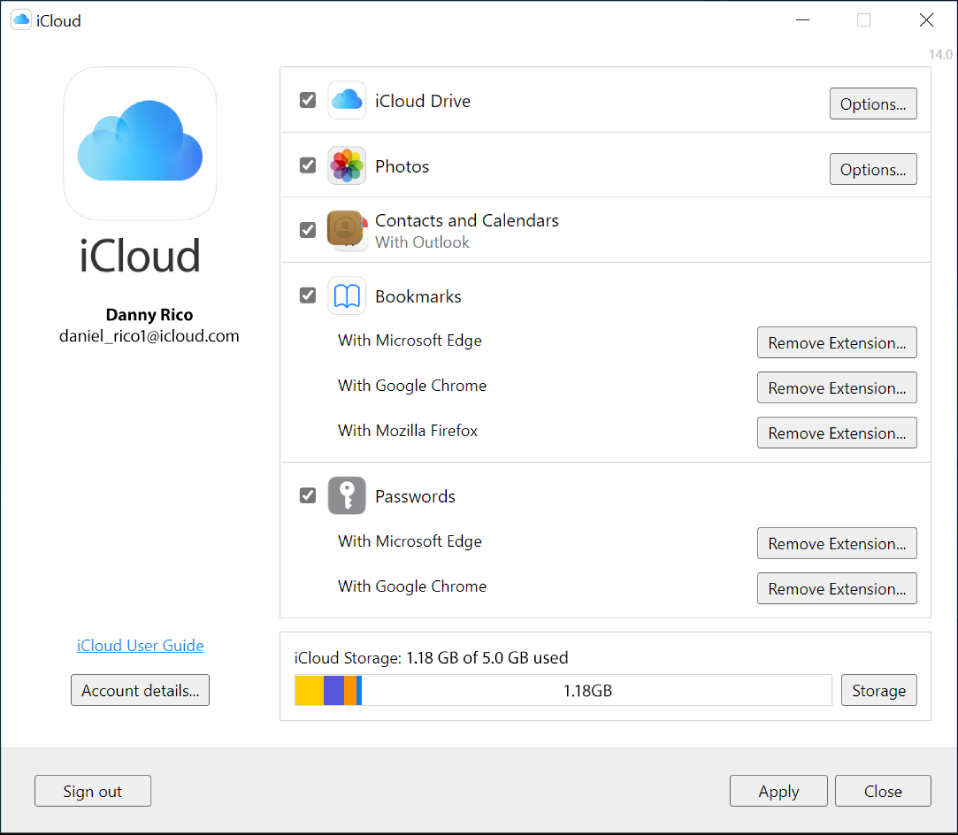 iCloud
14.0
iCloud
Danny Rico
daniel_rico1@icloud.com
iCloud Drive
Options...
Photos
Options...
Contacts and Calendars
With Outlook
Bookmarks
With Microsoft Edge
Remove Extension...
With Google Chrome
Remove Extension...
With Mozilla Firefox
Remove Extension...
Passwords
With Microsoft Edge
Remove Extension...
With Google Chrome
Remove Extension...
iCloud User Guide
Account details...
iCloud Storage: 1.18 GB of 5.0 GB used
1.18GB
Storage
Sign out
Apply
Close